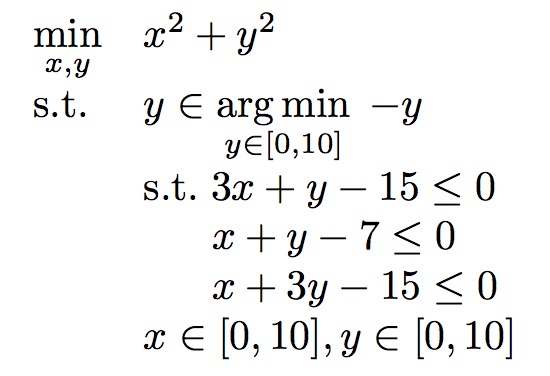 min x² + y²
x,y
s.t. y ∈ arg min −y
y∈[0,10]
s.t. 3x + y − 15 ≤ 0
x + y − 7 ≤ 0
x + 3y − 15 ≤ 0
x ∈ [0, 10], y ∈ [0, 10]